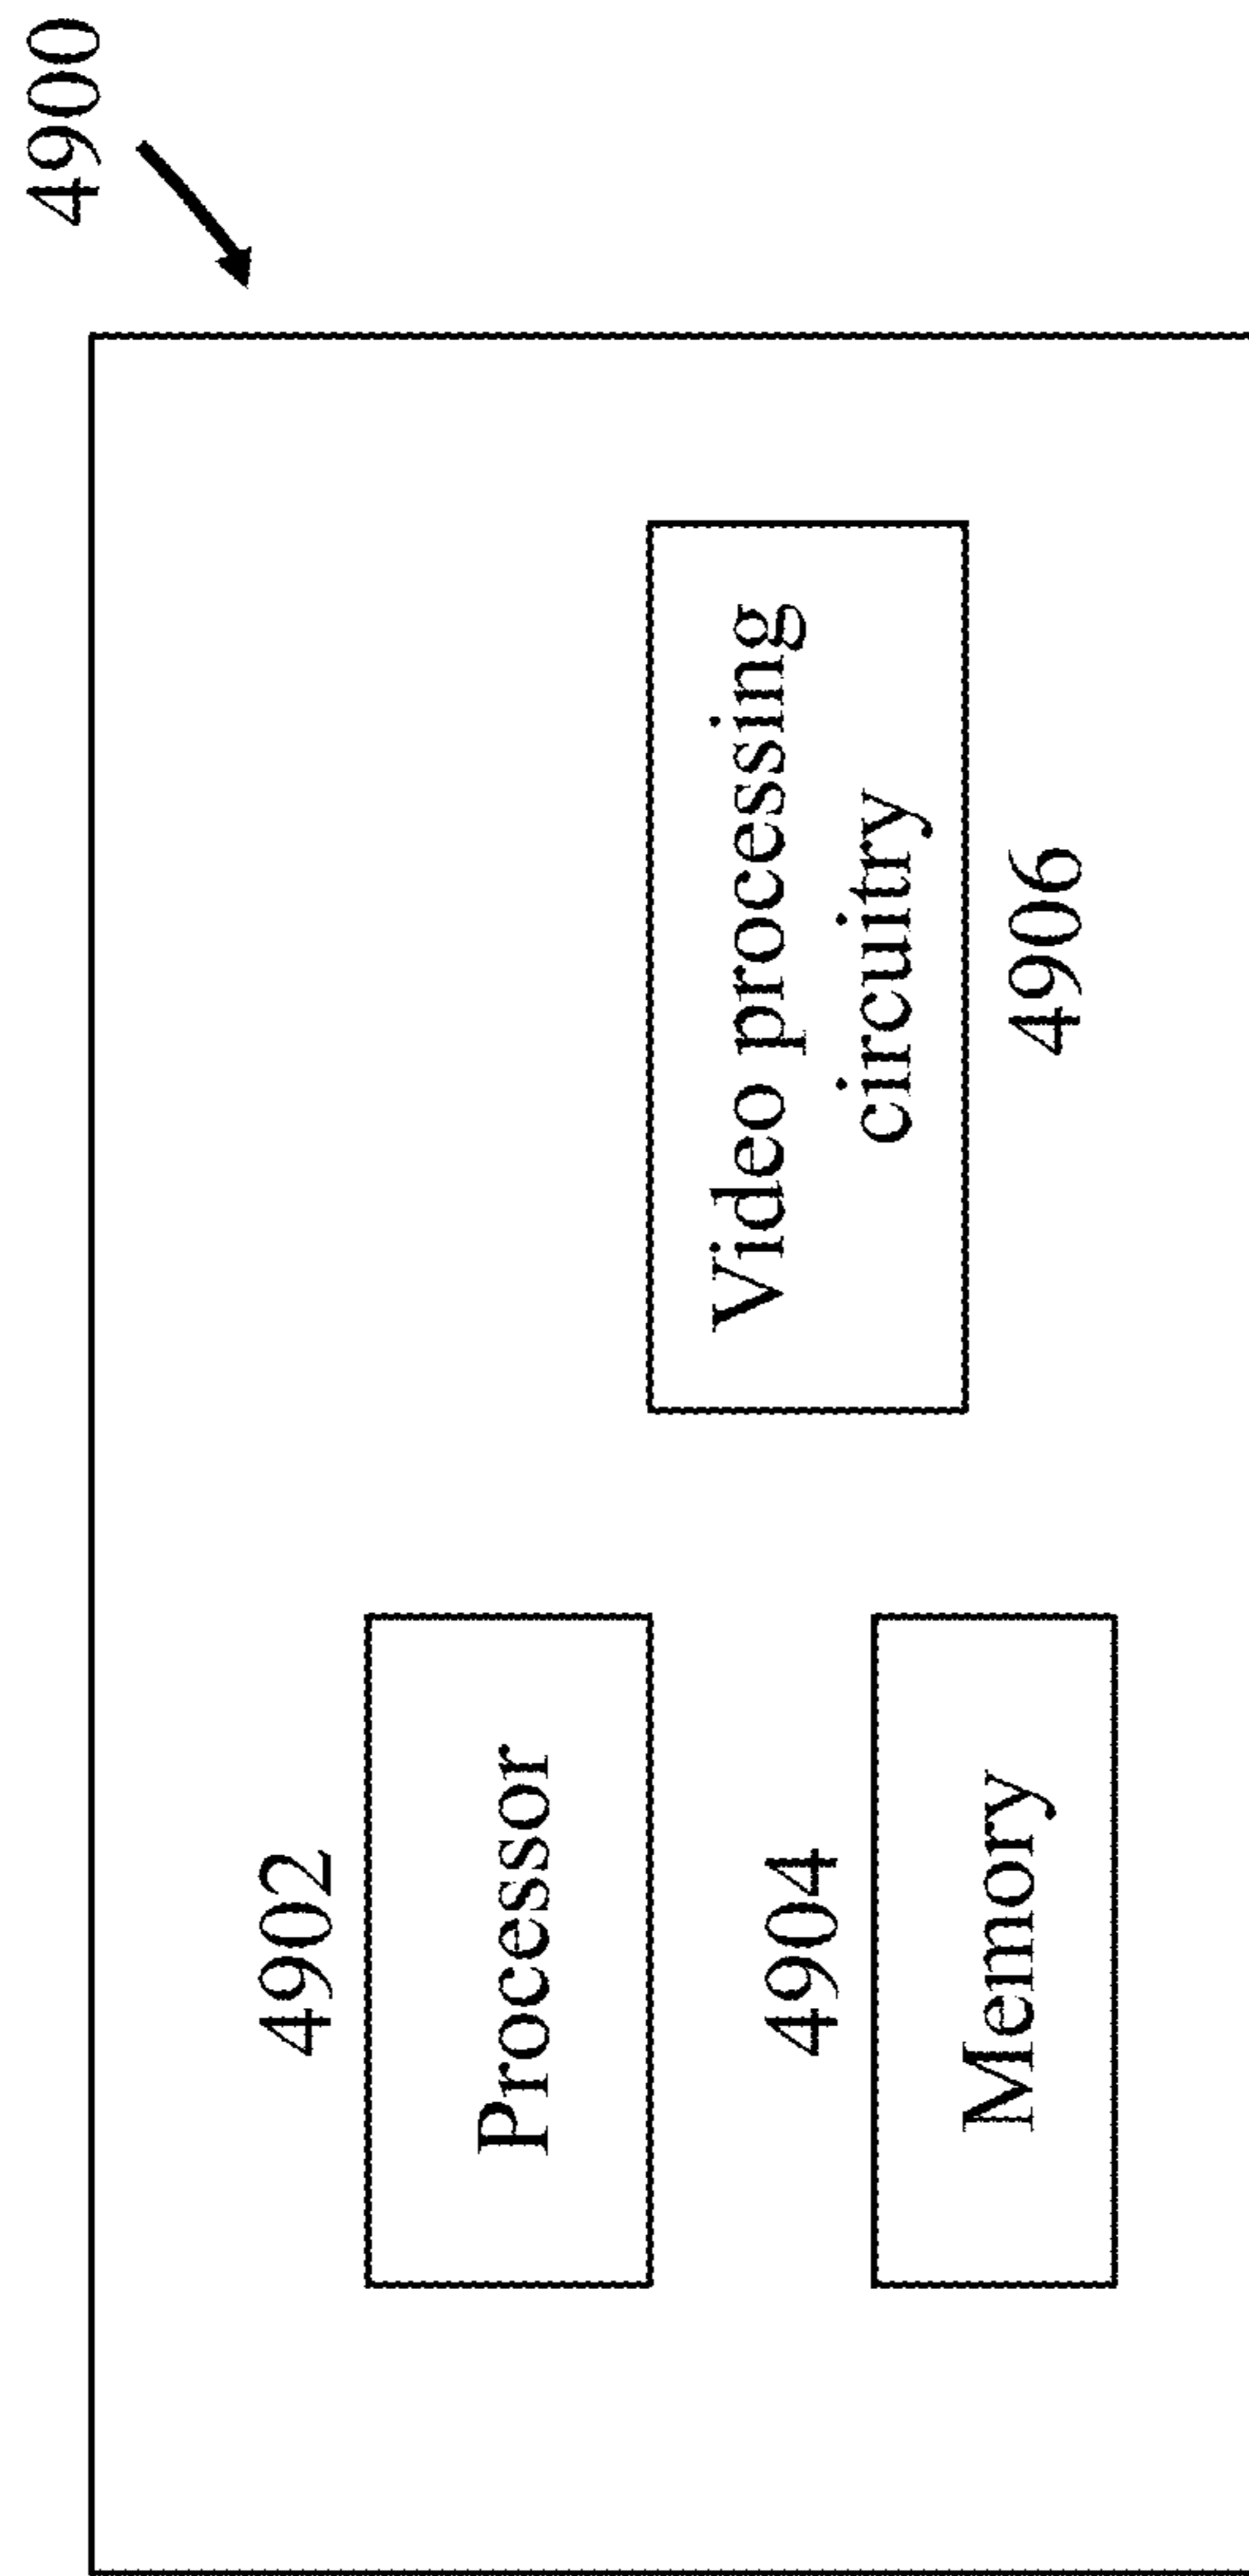 4900
4902
Processor
4904
Memory
Video processing
circuitry
4906